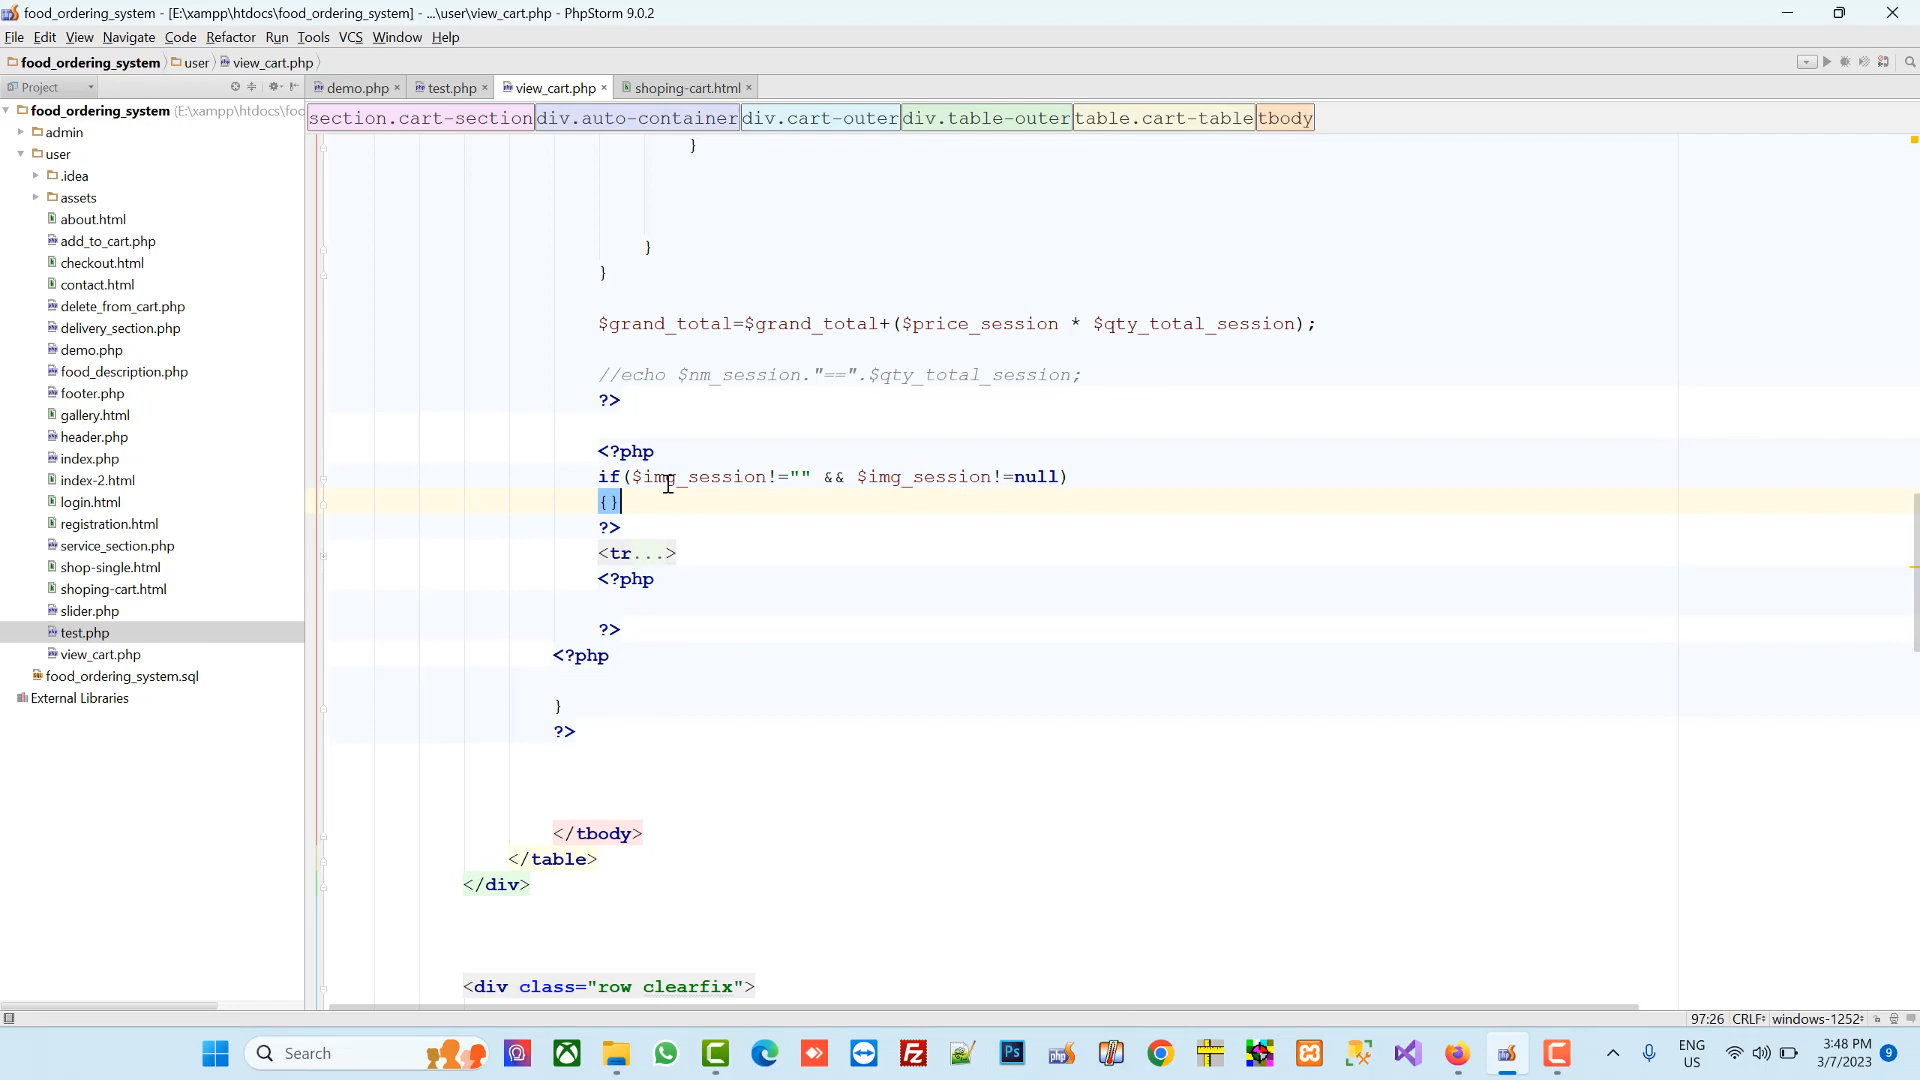 food_ordering_system - [E:\xampp\htdocs\food_ordering_system] - ...\user\view_cart.php - PhpStorm 9.0.2
File Edit View Navigate Code Refactor Run Tools VCS Window Help
food_ordering_system user view_cart.php
Project demo.php test.php view_cart.php shoping-cart.html
section.cart-section div.auto-container div.cart-outer div.table-outer table.cart-table tbody
food_ordering_system (E:\xampp\htdocs\foo
admin
user
.idea
assets
about.html
add_to_cart.php
checkout.html
contact.html
delete_from_cart.php
delivery_section.php
demo.php
food_description.php
footer.php
gallery.html
header.php
index.php
index-2.html
login.html
registration.html
service_section.php
shop-single.html
shoping-cart.html
slider.php
test.php
view_cart.php
food_ordering_system.sql
External Libraries
}
}
}
$grand_total=$grand_total+($price_session * $qty_total_session);
//echo $nm_session."==".$qty_total_session;
?>
<?php
if($img_session!="" && $img_session!=null)
{}
?>
<tr...>
<?php
?>
<?php
}
?>
</tbody>
</table>
</div>
<div class="row clearfix">
97:26 CRLF windows-1252
Search
ENG
US
3:48 PM
3/7/2023
9